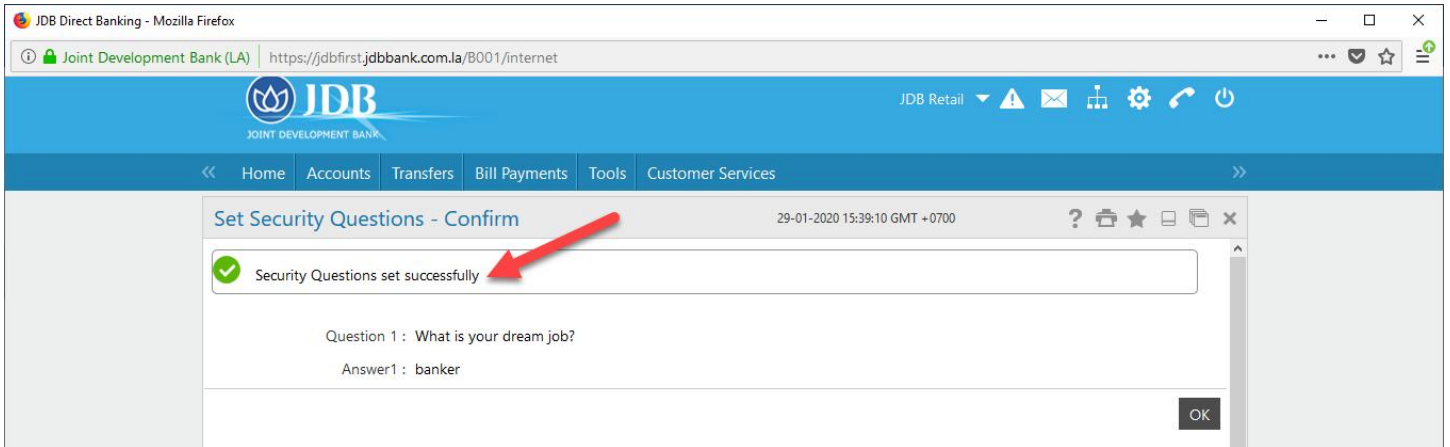 JDB Direct Banking - Mozilla Firefox
Joint Development Bank (LA) https://jdbfirst.jdbbank.com.la/B001/internet
JDB
JOINT DEVELOPMENT BANK
JDB Retail
Home Accounts Transfers Bill Payments Tools Customer Services
Set Security Questions - Confirm 29-01-2020 15:39:10 GMT +0700
Security Questions set successfully
Question 1 : What is your dream job?
Answer1 : banker
OK